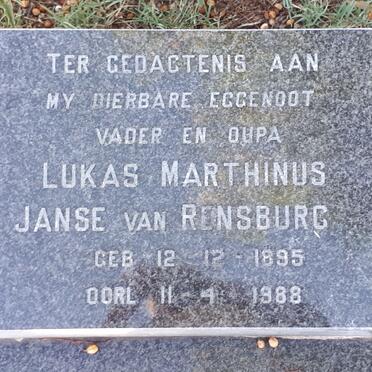 TER GEDAGTENIS AAN
MY DIERBARE EGGENOOT
VADER EN OUPA
LUKAS MARTHINUS
JANSE VAN RENSBURG
GEB 12 - 12 - 1895
OORL 11 - 4 - 1988